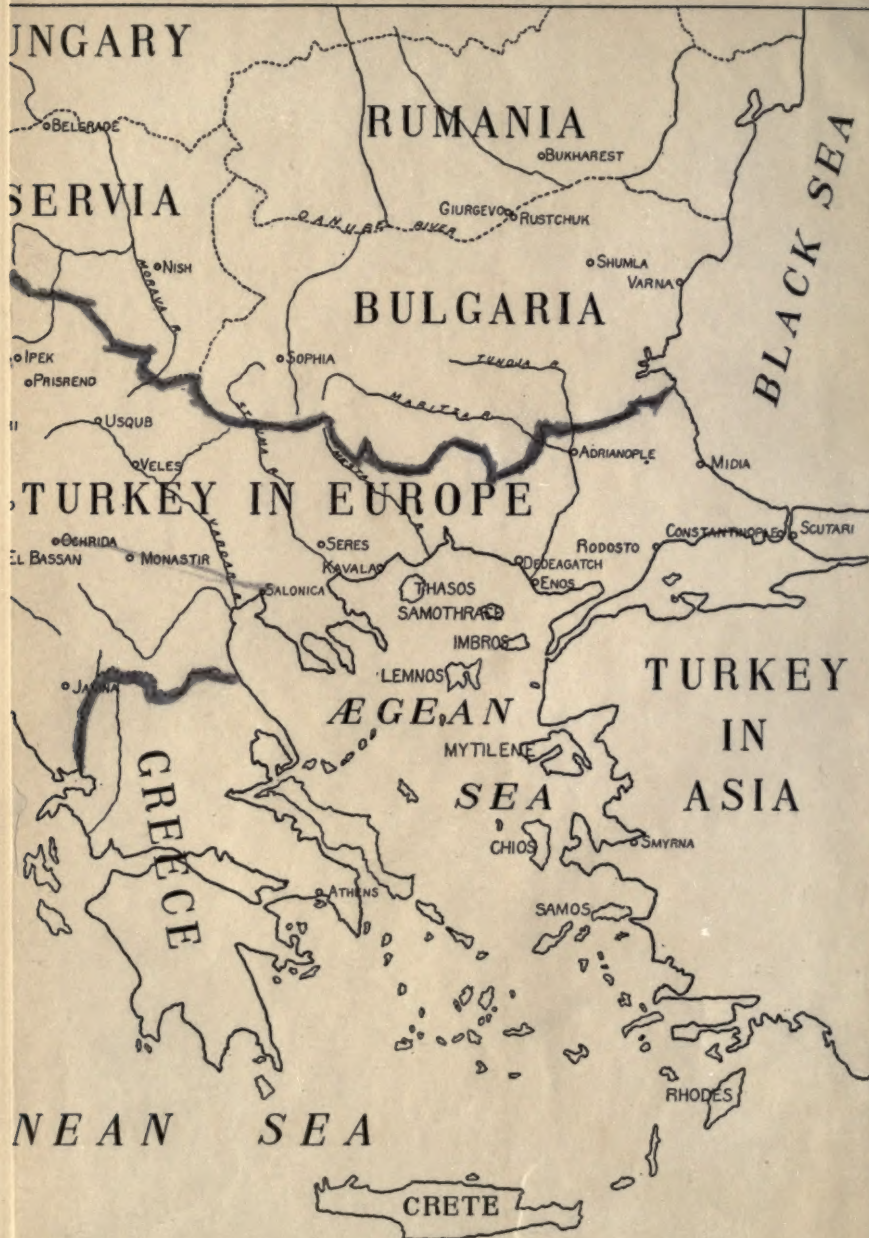 UNGARY
RUMANIA
BELGRADE
BUKHAREST
SERVIA
GIURGEVO
RUSTCHUK
DANUBE RIVER
NISH
MORAVA R.
SHUMLA
VARNA
BLACK SEA
BULGARIA
IPEK
SOPHIA
TUNDJA R.
PRISREND
MARITZA R.
STRUMA R.
USQUB
VELES
ADRIANOPLE
MIDIA
NESTA
TURKEY IN EUROPE
VARDAR R.
OCHRIDA
EL BASSAN
MONASTIR
SERES
KAVALA
RODOSTO
CONSTANTINOPLE
SCUTARI
DEDEAGATCH
ENOS
SALONICA
THASOS
SAMOTHRACE
IMBROS
LEMNOS
JANINA
TURKEY
IN
ASIA
ÆGEAN
SEA
MYTILENE
GREECE
CHIOS
SMYRNA
ATHENS
SAMOS
RHODES
NEAN SEA
CRETE